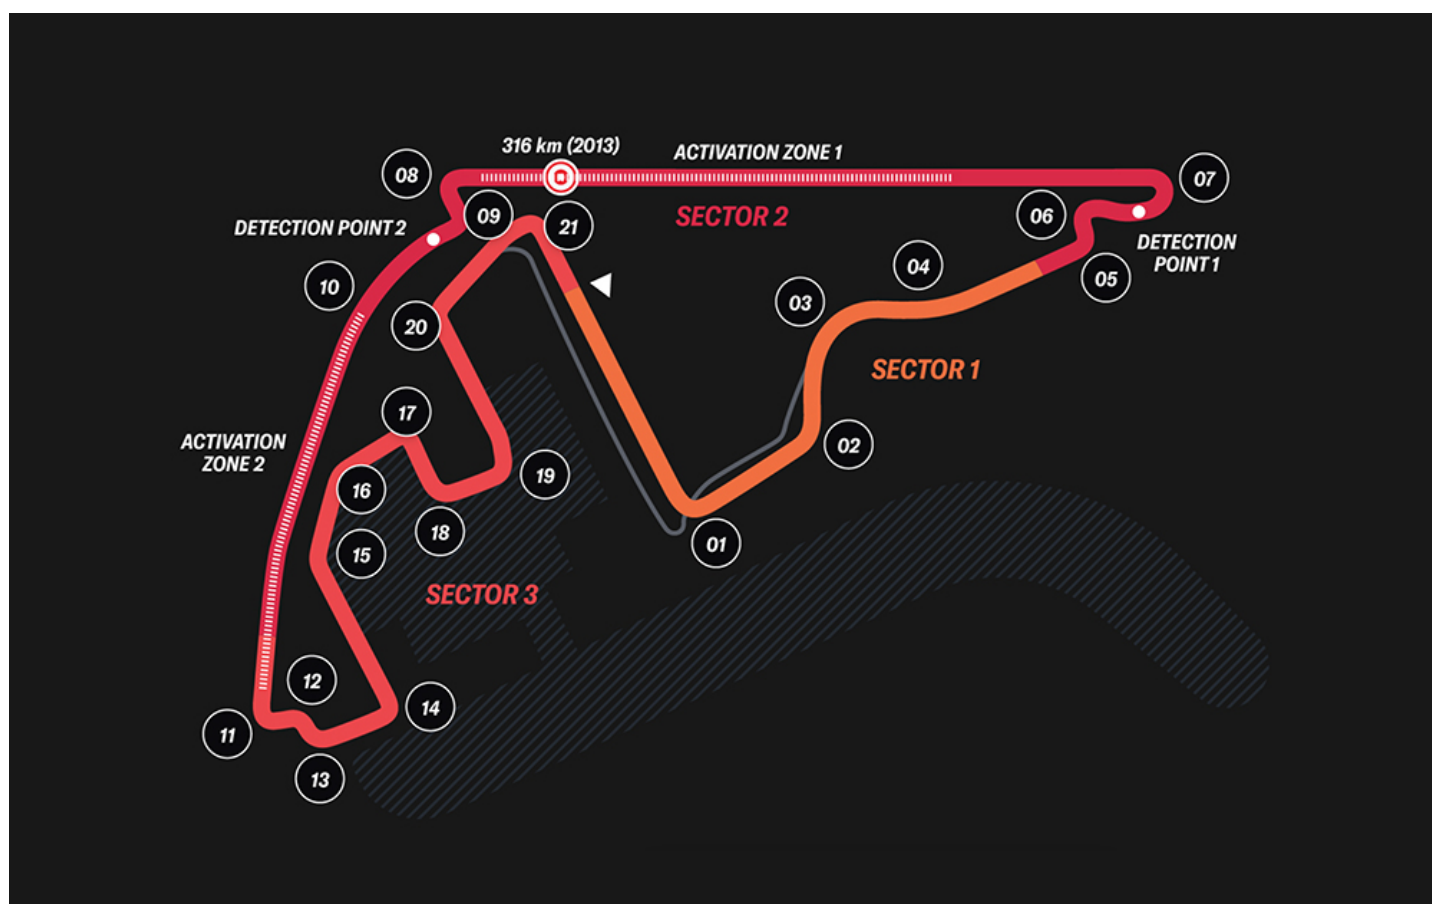 316 km (2013)
ACTIVATION ZONE 1
08
07
09
06
SECTOR 2
21
DETECTION POINT 2
DETECTION
POINT 1
04
05
10
03
20
SECTOR 1
17
ACTIVATION
ZONE 2
02
19
16
18
01
15
SECTOR 3
12
14
11
13